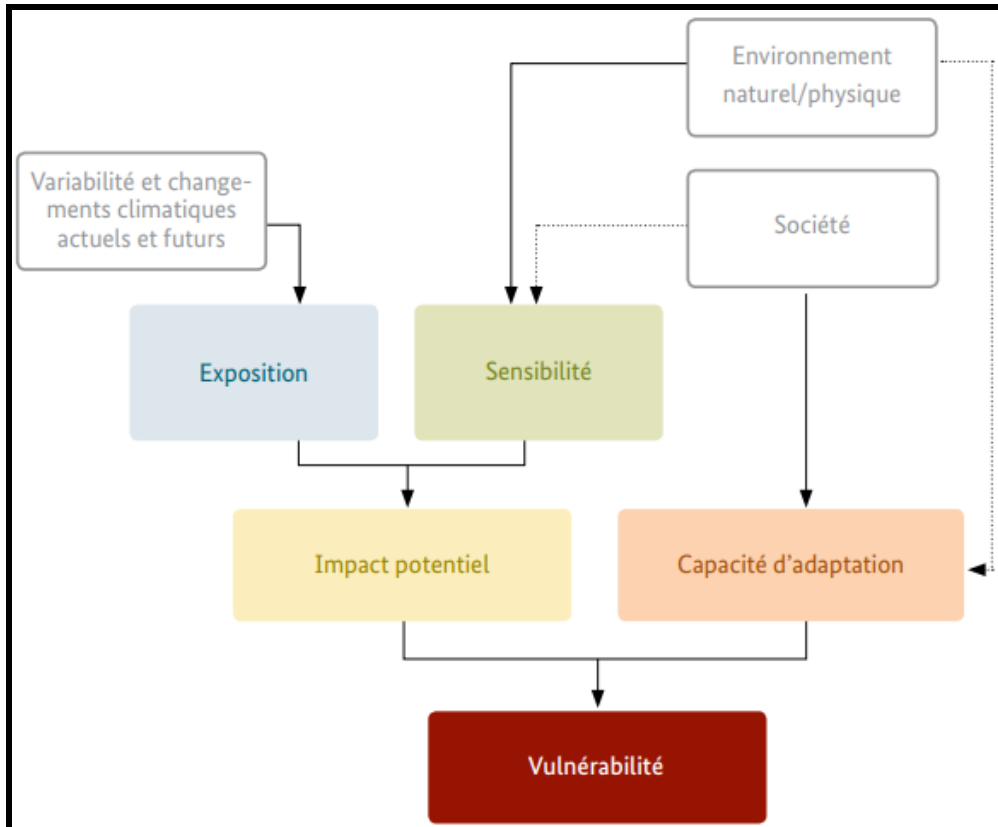 Environnement
naturel/physique
Variabilité et change-
ments climatiques
actuels et futurs
Société
Exposition
Sensibilité
Impact potentiel
Capacité d’adaptation
Vulnérabilité